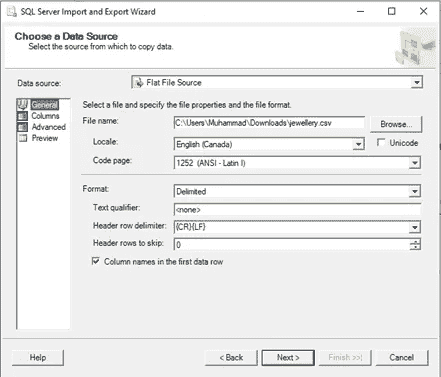 SQL Server Import and Export Wizard
Choose a Data Source
Select the source from which to copy data.
Data source: Flat File Source
General
Columns
Advanced
Preview
Select a file and specify the file properties and the file format.
File name: C:\Users\Muhammad\Downloads\jewellery.csv Browse...
Locale: English (Canada) Unicode
Code page: 1252 (ANSI - Latin I)
Format: Delimited
Text qualifier: <none>
Header row delimiter: {CR}{LF}
Header rows to skip: 0
Column names in the first data row
Help < Back Next > Finish >>| Cancel